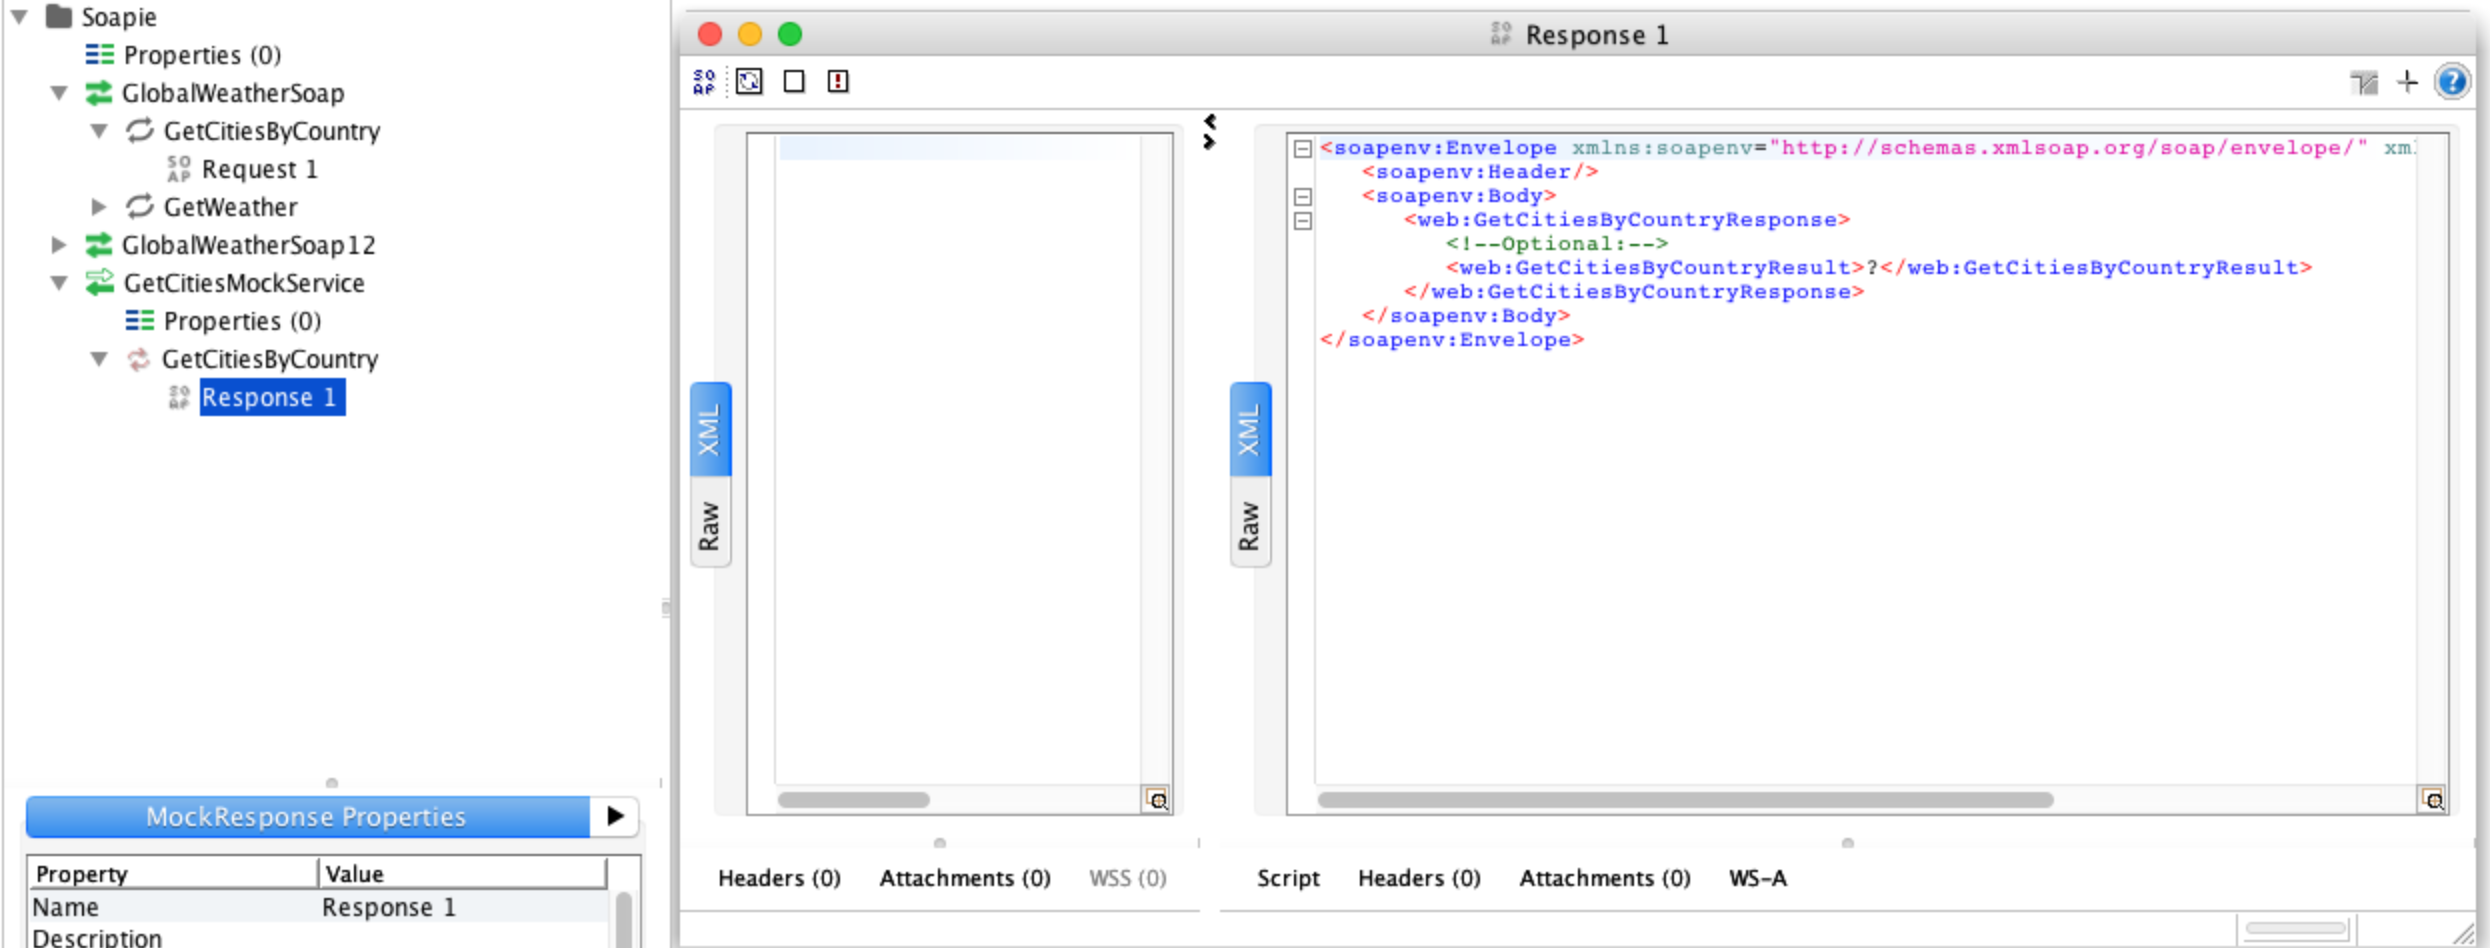 Soapie
Properties (0)
GlobalWeatherSoap
GetCitiesByCountry
Request 1
GetWeather
GlobalWeatherSoap12
GetCitiesMockService
Properties (0)
GetCitiesByCountry
Response 1
MockResponse Properties
Property Value
Name Response 1
Description
Response 1
XML
Raw
Headers (0) Attachments (0) WSS (0)
XML
Raw
<soapenv:Envelope xmlns:soapenv="http://schemas.xmlsoap.org/soap/envelope/" xml
<soapenv:Header/>
<soapenv:Body>
<web:GetCitiesByCountryResponse>
<!--Optional:-->
<web:GetCitiesByCountryResult>?</web:GetCitiesByCountryResult>
</web:GetCitiesByCountryResponse>
</soapenv:Body>
</soapenv:Envelope>
Script Headers (0) Attachments (0) WS-A